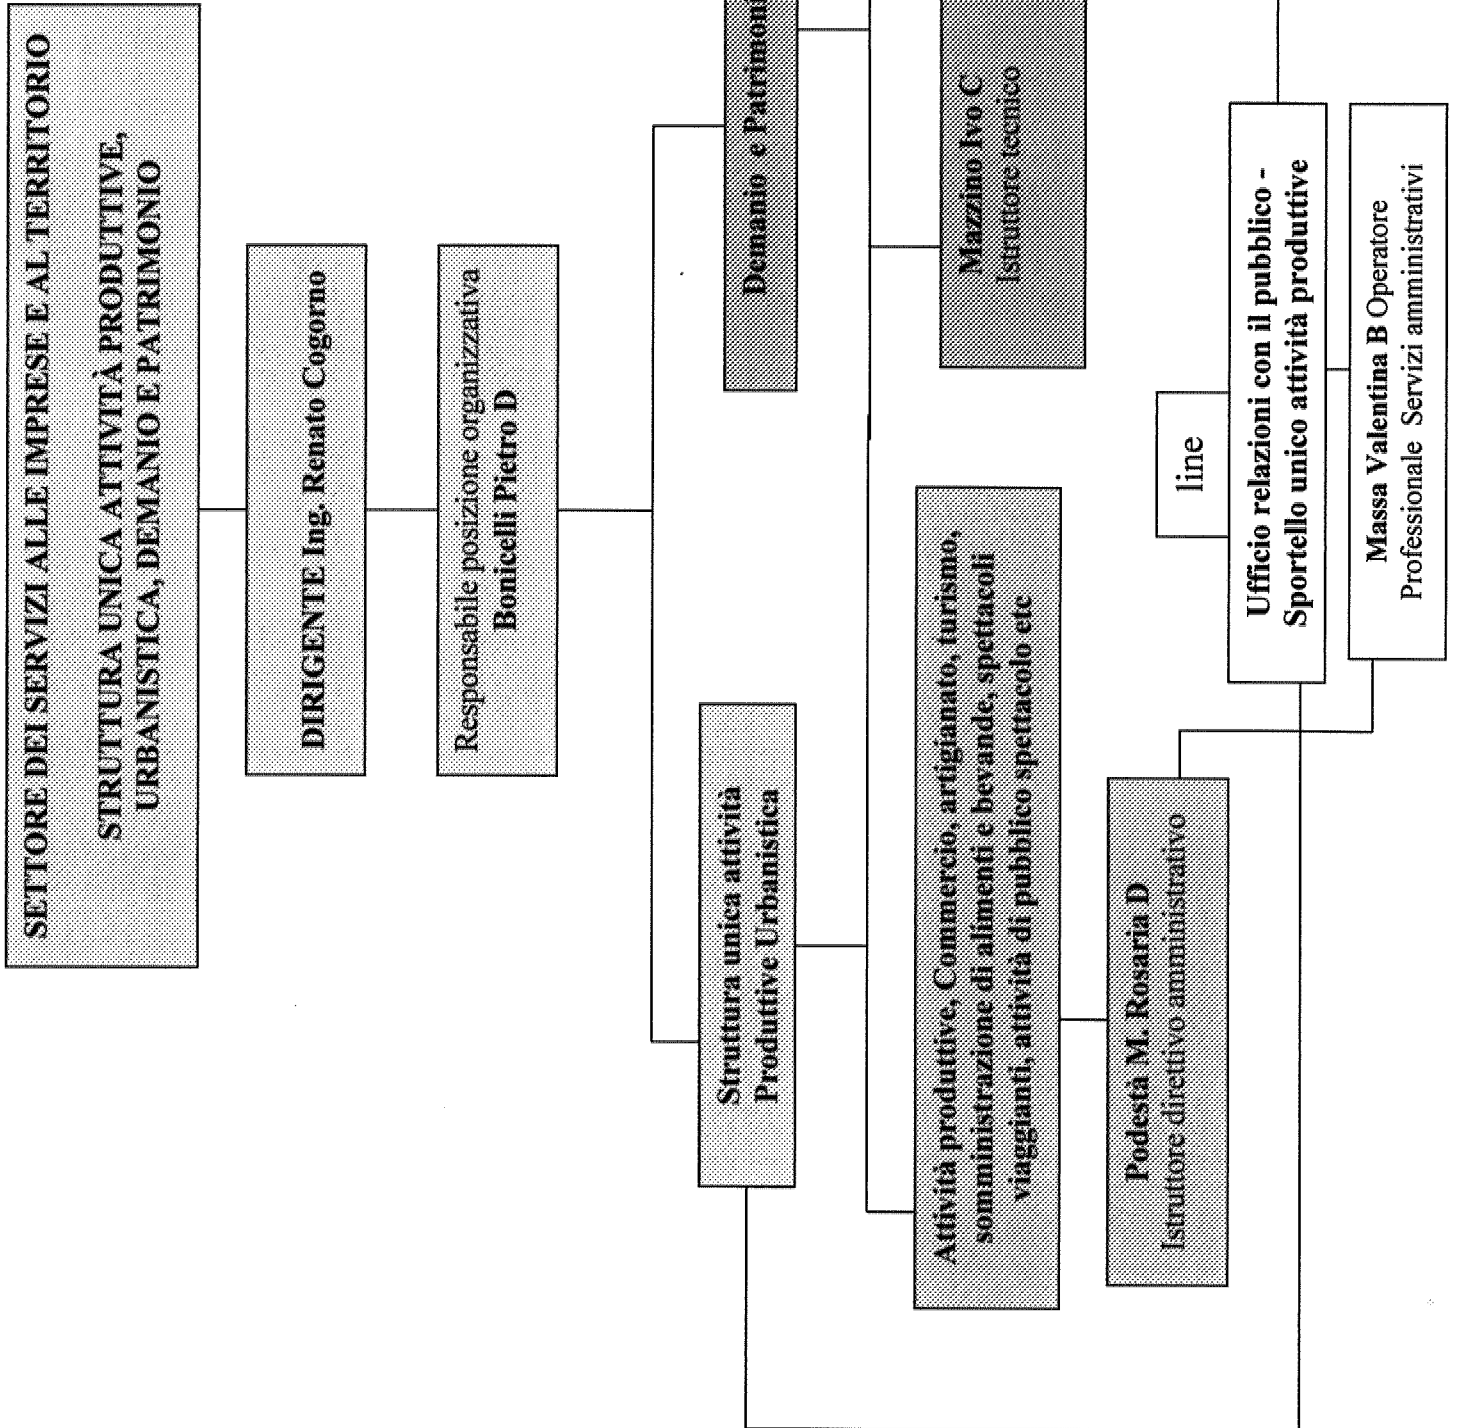 SETTORE DEI SERVIZI ALLE IMPRESE E AL TERRITORIO
STRUTTURA UNICA ATTIVITÀ PRODUTTIVE,
URBANISTICA, DEMANIO E PATRIMONIO
DIRIGENTE Ing. Renato Cogorno
Responsabile posizione organizzativa
Bonicelli Pietro D
Struttura unica attività
Produttive Urbanistica
Demanio e Patrimoni
Attività produttive, Commercio, artigianato, turismo,
somministrazione di alimenti e bevande, spettacoli
viaggianti, attività di pubblico spettacolo etc
Mazzino Ivo C
Istruttore tecnico
Podestà M. Rosaria D
Istruttore direttivo amministrativo
line
Ufficio relazioni con il pubblico -
Sportello unico attività produttive
Massa Valentina B Operatore
Professionale Servizi amministrativi